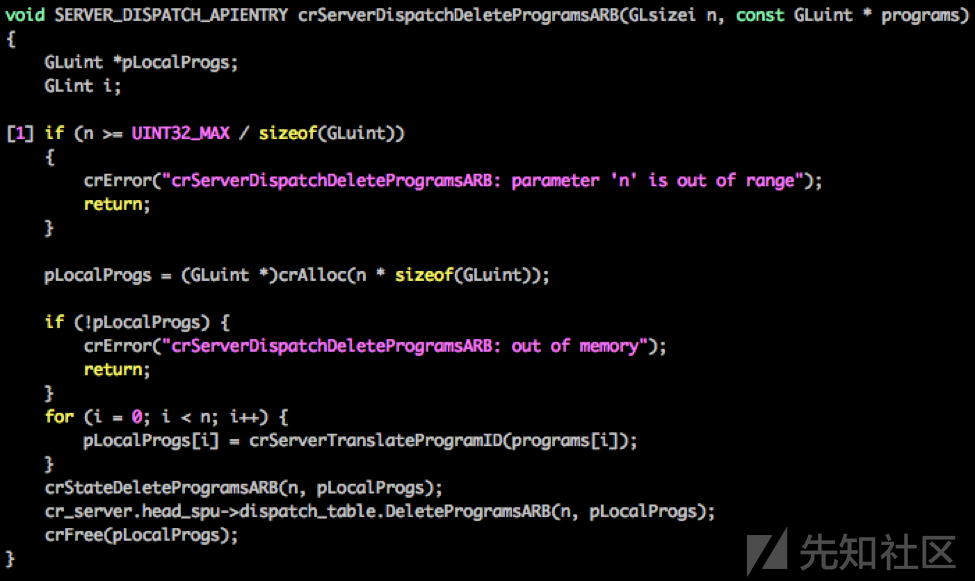 void SERVER_DISPATCH_APIENTRY crServerDispatchDeleteProgramsARB(GLsizei n, const GLuint * programs)
{
    GLuint *pLocalProgs;
    GLint i;

[1] if (n >= UINT32_MAX / sizeof(GLuint))
    {
        crError("crServerDispatchDeleteProgramsARB: parameter 'n' is out of range");
        return;
    }

    pLocalProgs = (GLuint *)crAlloc(n * sizeof(GLuint));

    if (!pLocalProgs) {
        crError("crServerDispatchDeleteProgramsARB: out of memory");
        return;
    }
    for (i = 0; i < n; i++) {
        pLocalProgs[i] = crServerTranslateProgramID(programs[i]);
    }
    crStateDeleteProgramsARB(n, pLocalProgs);
    cr_server.head_spu->dispatch_table.DeleteProgramsARB(n, pLocalProgs);
    crFree(pLocalProgs);
}
先知社区